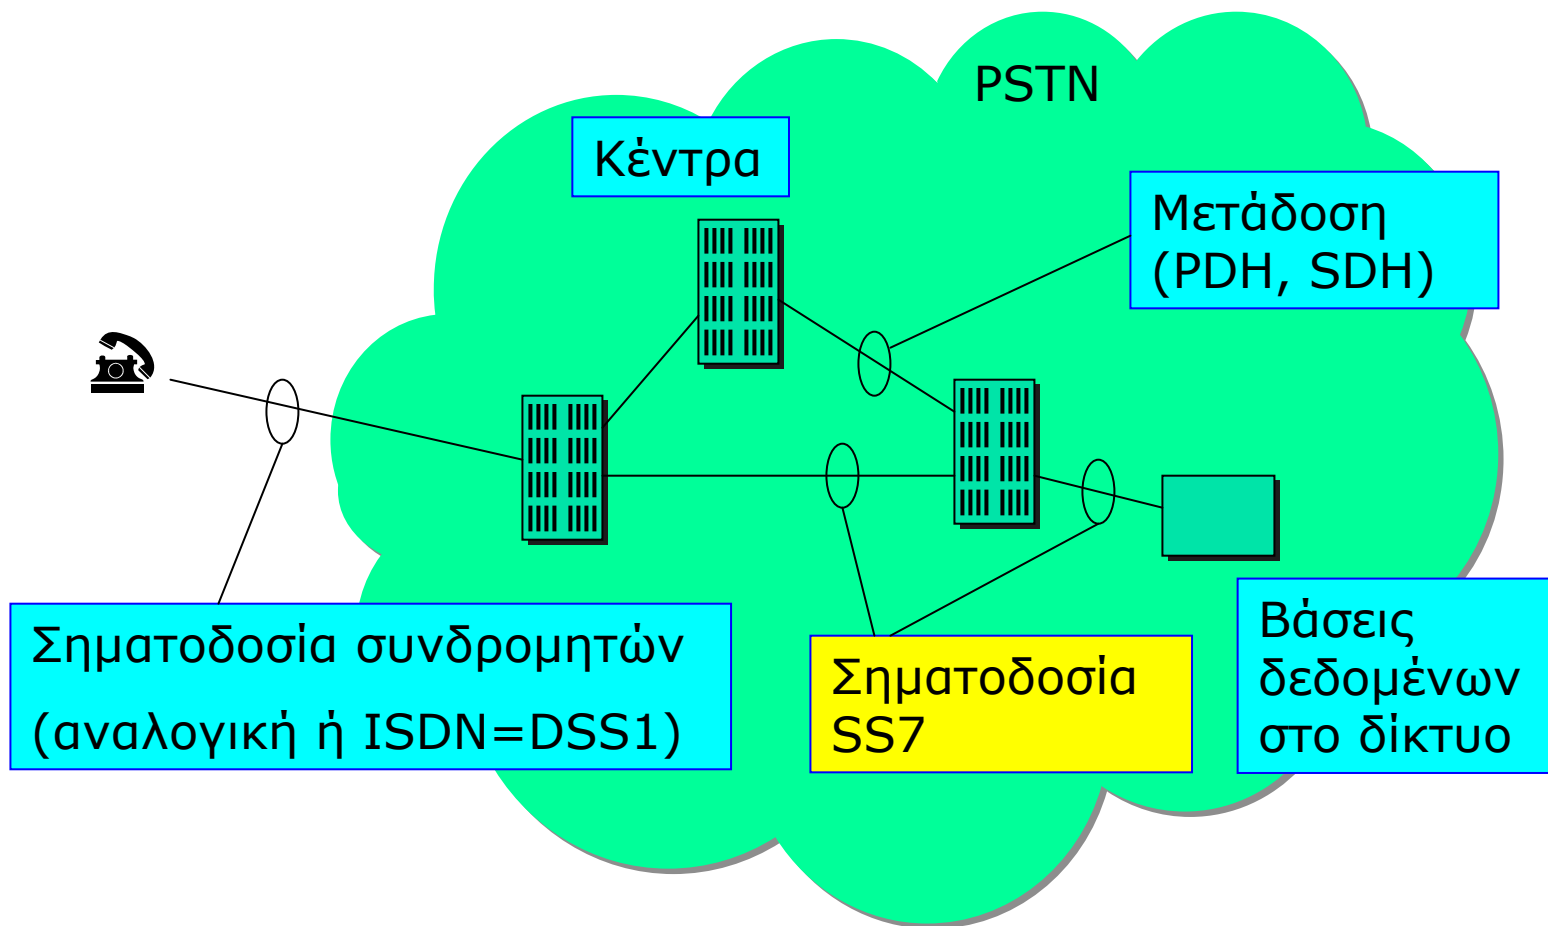 PSTN
Κέντρα
Μετάδοση
(PDH, SDH)
Σηματοδοσία συνδρομητών
(αναλογική ή ISDN=DSS1)
Σηματοδοσία
SS7
Βάσεις
δεδομένων
στο δίκτυο